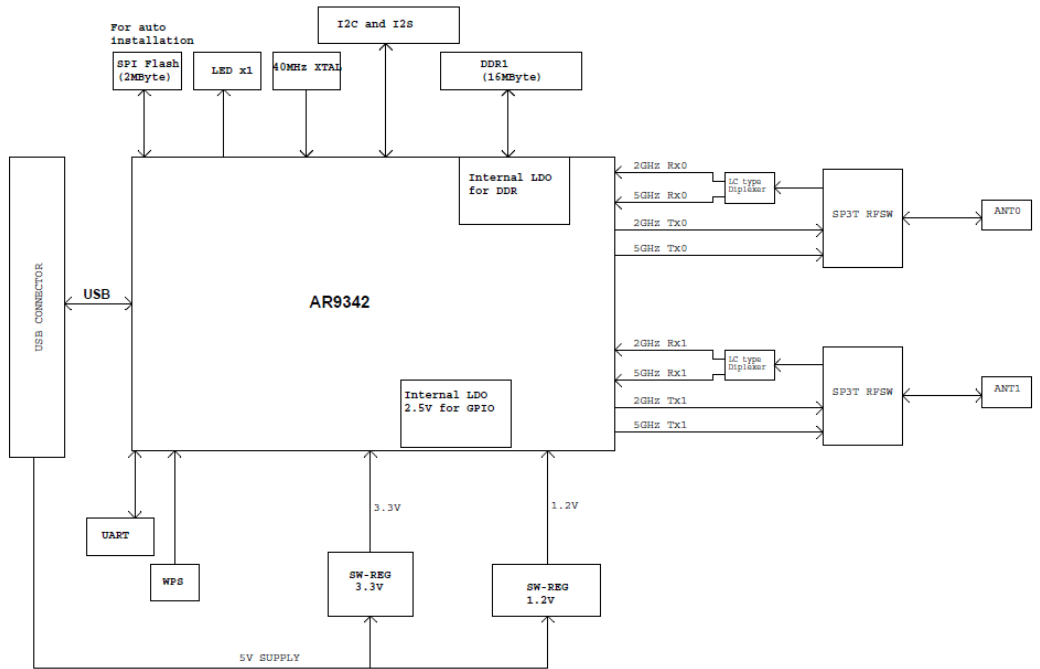 I2C and I2S
For auto
installation
SPI Flash
(2MByte)
LED x1
40MHz XTAL
DDR1
(16MByte)
Internal LDO
for DDR
2GHz Rx0
5GHz Rx0
2GHz Tx0
5GHz Tx0
LC type
Diplexer
SP3T RFSW
ANT0
USB CONNECTOR
USB
AR9342
2GHz Rx1
5GHz Rx1
2GHz Tx1
5GHz Tx1
LC type
Diplexer
SP3T RFSW
ANT1
Internal LDO
2.5V for GPIO
3.3V
1.2V
UART
WPS
SW-REG
3.3V
SW-REG
1.2V
5V SUPPLY